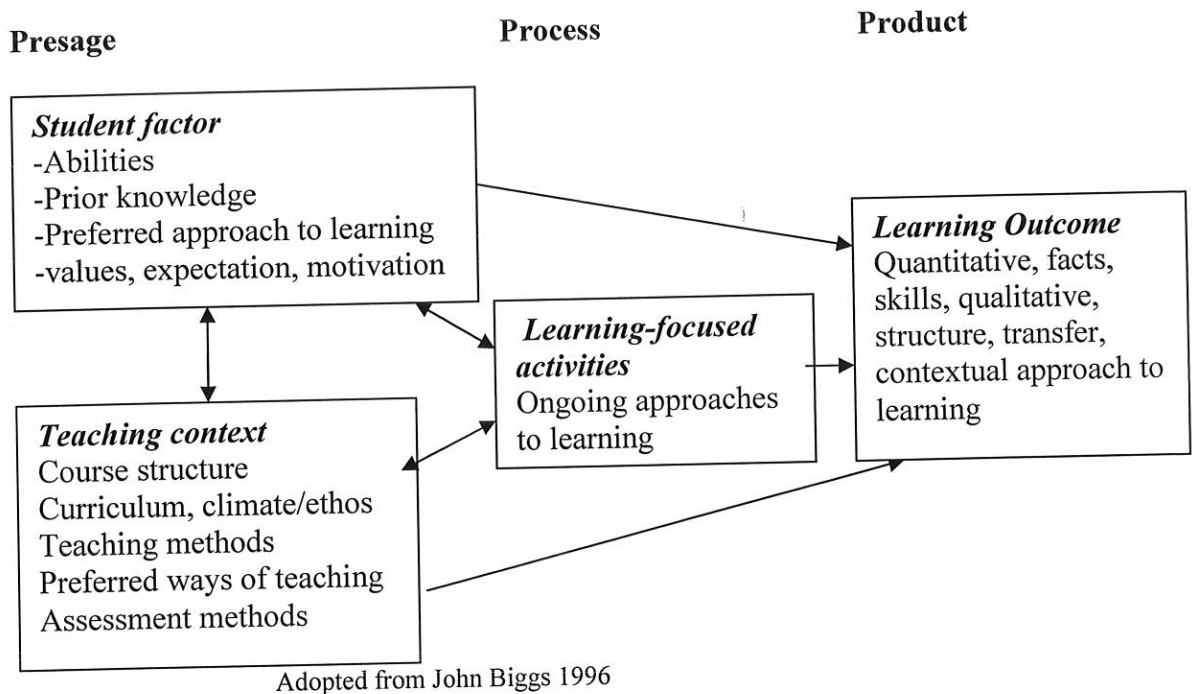 Presage
Process
Product
Student factor
-Abilities
-Prior knowledge
-Preferred approach to learning
-values, expectation, motivation
Teaching context
Course structure
Curriculum, climate/ethos
Teaching methods
Preferred ways of teaching
Assessment methods
Learning-focused
activities
Ongoing approaches
to learning
Learning Outcome
Quantitative, facts,
skills, qualitative,
structure, transfer,
contextual approach to
learning
Adopted from John Biggs 1996